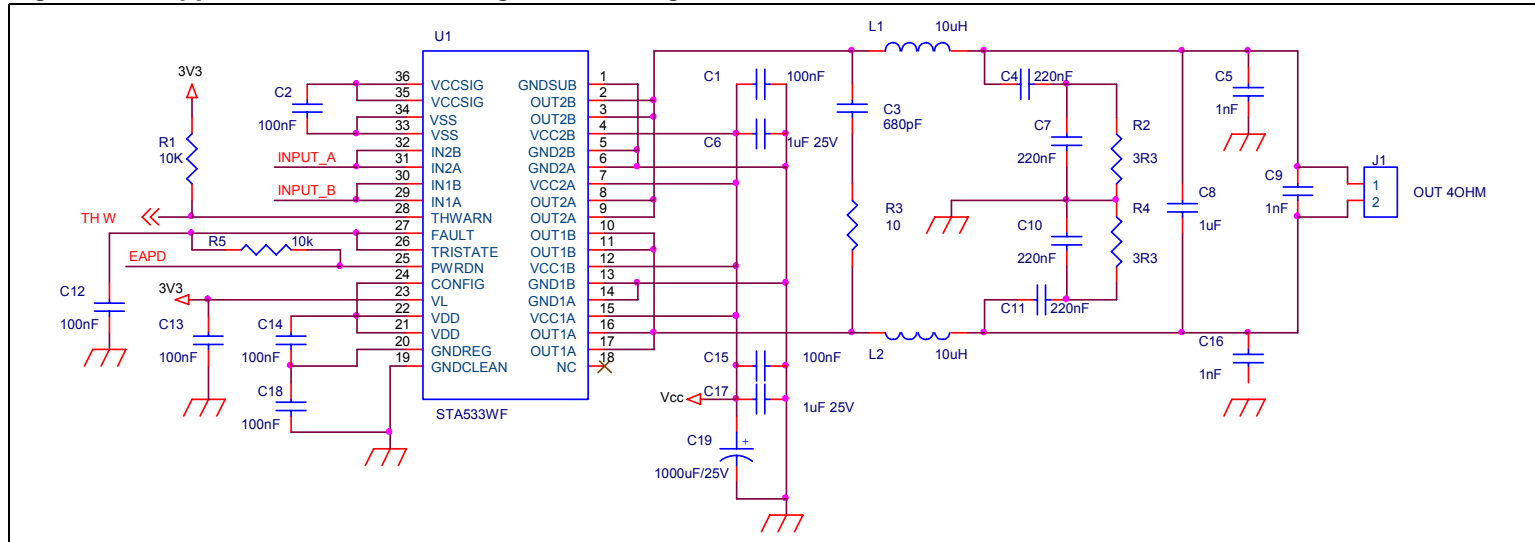 U1
STA533WF
36 VCCSIG
35 VCCSIG
34 VSS
33 VSS
32 IN2B
31 IN2A
30 IN1B
29 IN1A
28 THWARN
27 FAULT
26 TRISTATE
25 PWRDN
24 CONFIG
23 VL
22 VDD
21 VDD
20 GNDREG
19 GNDCLEAN
GNDSUB 1
OUT2B 2
OUT2B 3
VCC2B 4
GND2B 5
GND2A 6
VCC2A 7
OUT2A 8
OUT2A 9
OUT1B 10
OUT1B 11
VCC1B 12
GND1B 13
GND1A 14
VCC1A 15
OUT1A 16
OUT1A 17
NC 18
3V3
R1
10K
C2
100nF
INPUT_A
INPUT_B
TH W
R5 10k
EAPD
C12
100nF
3V3
C13
100nF
C14
100nF
C18
100nF
C1 100nF
C6 1uF 25V
C15 100nF
C17 1uF 25V
Vcc
C19 +
1000uF/25V
C3
680pF
R3
10
L1 10uH
L2 10uH
C4 220nF
C7
220nF
R2
3R3
C10
220nF
R4
3R3
C11 220nF
C8
1uF
C5
1nF
C9
1nF
C16
1nF
J1
1
2
OUT 4OHM